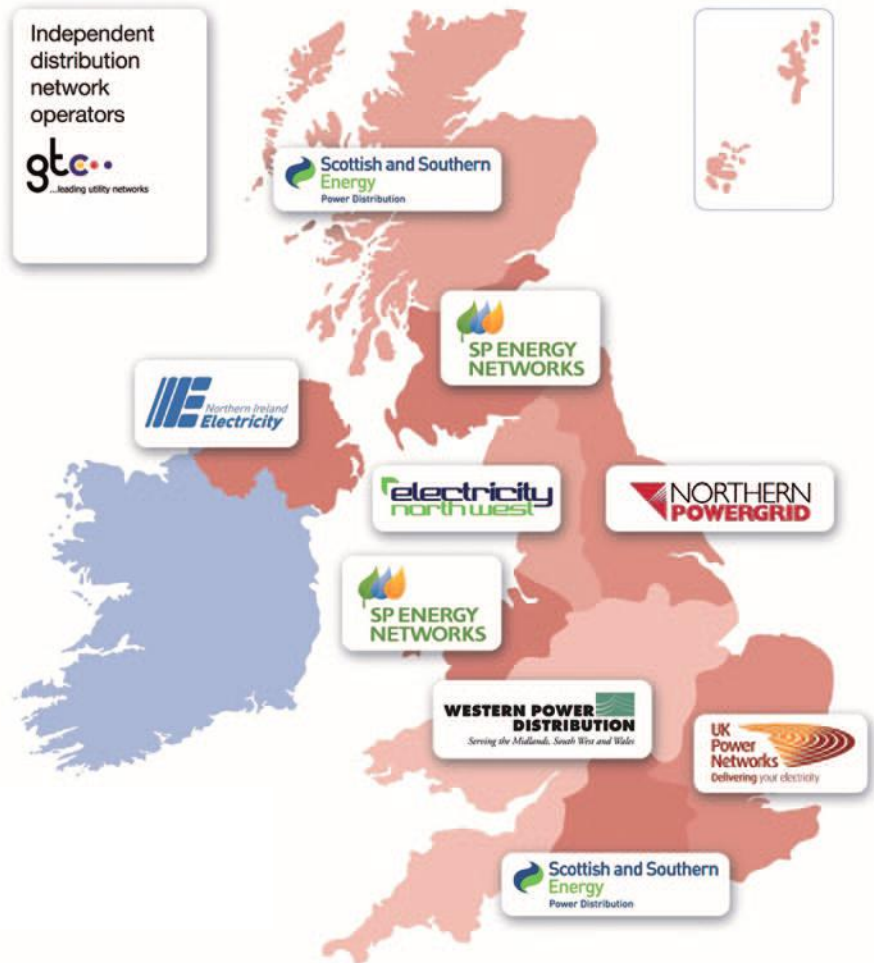 Independent
distribution
network
operators
gtc
...leading utility networks
Scottish and Southern
Energy
Power Distribution
SP ENERGY
NETWORKS
Northern Ireland
Electricity
electricity
north west
NORTHERN
POWERGRID
SP ENERGY
NETWORKS
WESTERN POWER
DISTRIBUTION
Serving the Midlands, South West and Wales
UK
Power
Networks
Delivering your electricity
Scottish and Southern
Energy
Power Distribution